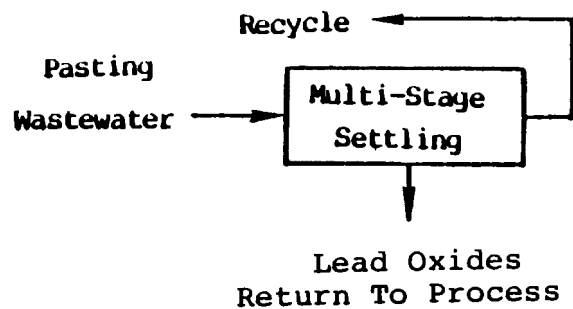 Recycle
Pasting
Wastewater
Multi-Stage
Settling
Lead Oxides
Return To Process